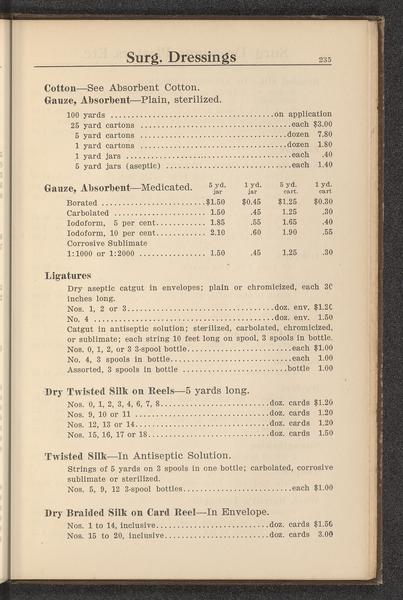 Surg. Dressings 235
Cotton—See Absorbent Cotton.
Gauze, Absorbent—Plain, sterilized.
100 yards ........................................on application
25 yard cartons ......................................each $3.00
5 yard cartons .....................................dozen 7.80
1 yard cartons .....................................dozen 1.80
1 yard jars .........................................each .40
5 yard jars (aseptic) ...............................each 1.40
Gauze, Absorbent—Medicated. 5 yd. 1 yd. 5 yd. 1 yd.
jar jar cart. cart.
Borated ..........................$1.50 $0.45 $1.25 $0.30
Carbolated ...................... 1.50 .45 1.25 .30
Iodoform, 5 per cent............ 1.85 .55 1.65 .40
Iodoform, 10 per cent............ 2.10 .60 1.90 .55
Corrosive Sublimate
1:1000 or 1:2000 ............... 1.50 .45 1.25 .30
Ligatures
Dry aseptic catgut in envelopes; plain or chromicized, each 30
inches long.
Nos. 1, 2 or 3....................................doz. env. $1.20
No. 4 ............................................doz. env. 1.50
Catgut in antiseptic solution; sterilized, carbolated, chromicized,
or sublimate; each string 10 feet long on spool, 3 spools in bottle.
Nos. 0, 1, 2, or 3 3-spool bottle........................each $1.00
No. 4, 3 spools in bottle.............................each 1.00
Assorted, 3 spools in bottle .........................bottle 1.00
Dry Twisted Silk on Reels—5 yards long.
Nos. 0, 1, 2, 3, 4, 6, 7, 8..........................doz. cards $1.20
Nos. 9, 10 or 11 .................................doz. cards 1.20
Nos. 12, 13 or 14.................................doz. cards 1.20
Nos. 15, 16, 17 or 18.............................doz. cards 1.50
Twisted Silk—In Antiseptic Solution.
Strings of 5 yards on 3 spools in one bottle; carbolated, corrosive
sublimate or sterilized.
Nos. 5, 9, 12 3-spool bottles..........................each $1.00
Dry Braided Silk on Card Reel—In Envelope.
Nos. 1 to 14, inclusive...........................doz. cards $1.56
Nos. 15 to 20, inclusive..........................doz. cards 3.00